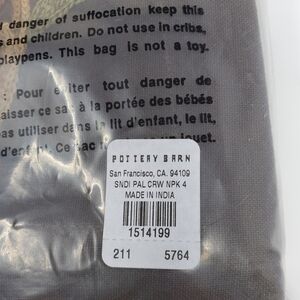 d danger of suffocation keep this
s and children. Do not use in cribs,
playpens. This bag is not a toy.
: Pour éviter tout danger de
laisser ce sac à la portée des bébés
pas utiliser dans le lit d'enfant, le lit,
d'enfant. Ce sac
jouet.
POTTERY BARN
San Francisco, CA. 94109
SNDI PAL CRW NPK 4
MADE IN INDIA
1514199
211 5764